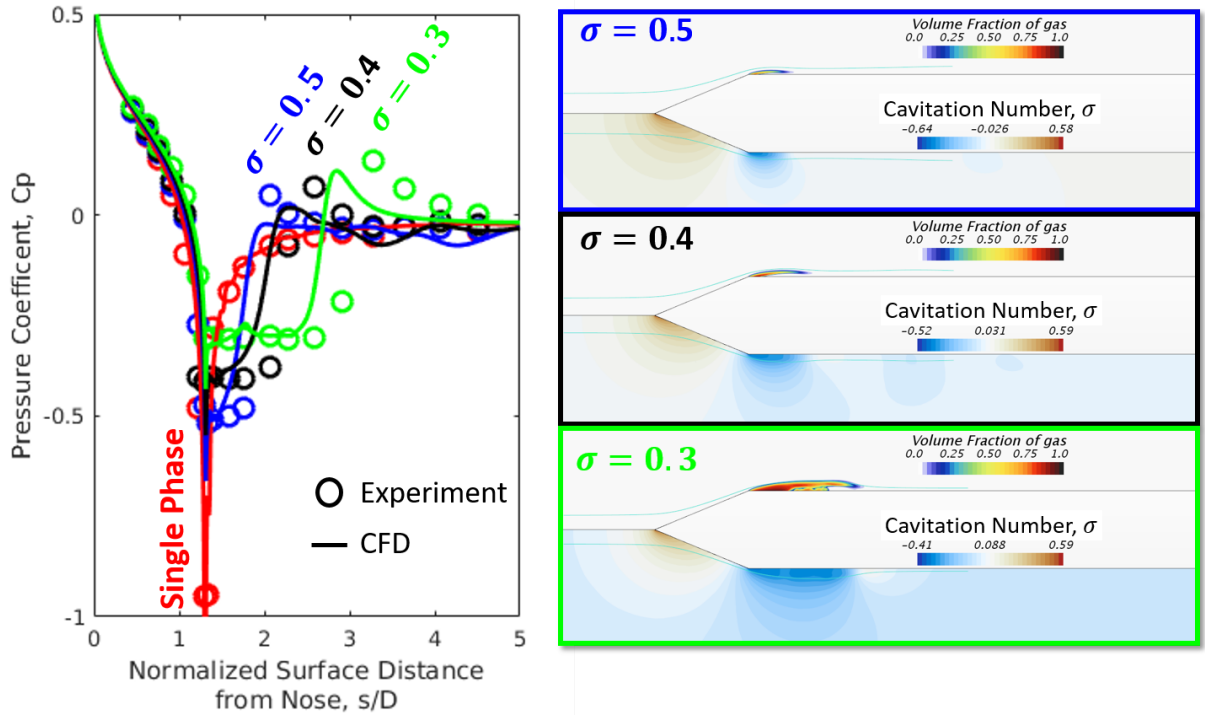 0.5
0
-0.5
-1
0
1
2
3
4
5
Pressure Coefficent, Cp
Normalized Surface Distance
from Nose, s/D
σ = 0.5
σ = 0.4
σ = 0.3
Single Phase
Experiment
CFD
σ = 0.5
Volume Fraction of gas
0.0 0.25 0.50 0.75 1.0
Cavitation Number, σ
−0.64 −0.026 0.58
σ = 0.4
Volume Fraction of gas
0.0 0.25 0.50 0.75 1.0
Cavitation Number, σ
−0.52 0.031 0.59
σ = 0.3
Volume Fraction of gas
0.0 0.25 0.50 0.75 1.0
Cavitation Number, σ
−0.41 0.088 0.59